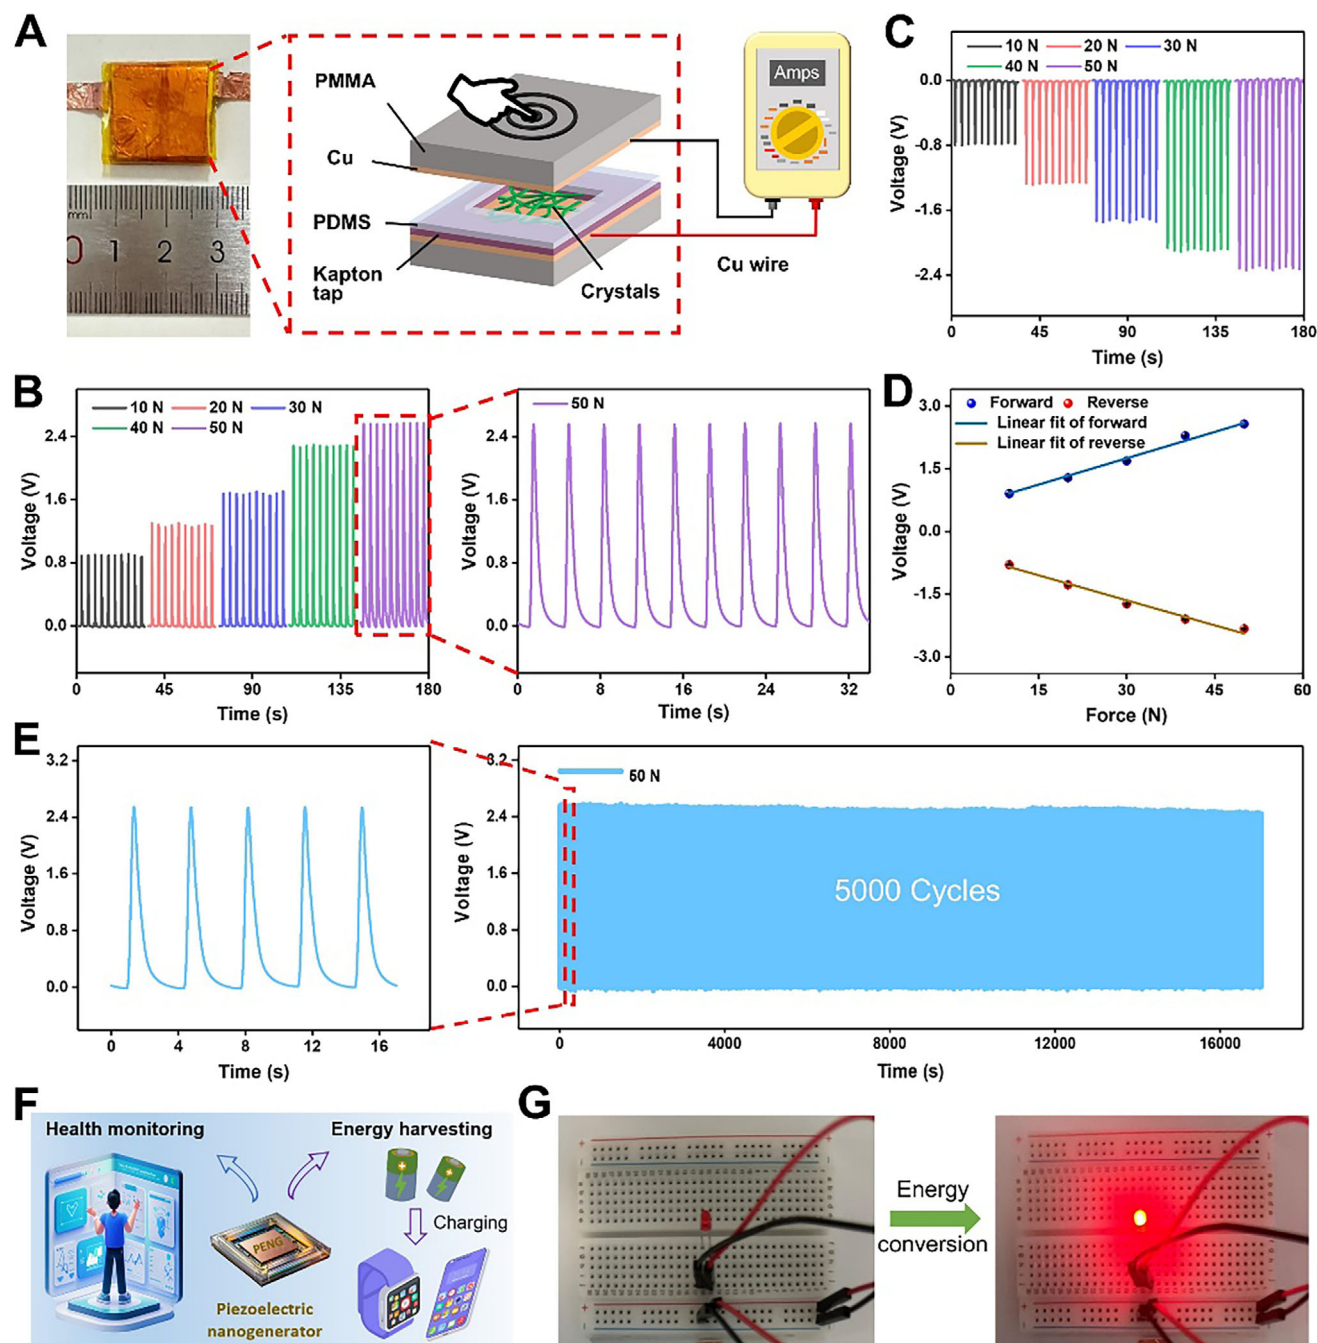 A
PMMA
Cu
PDMS
Kapton
tap
Crystals
Cu wire
Amps
mm
0 1 2 3
C
10 N 20 N 30 N
40 N 50 N
Voltage (V)
0.0
-0.8
-1.6
-2.4
0 45 90 135 180
Time (s)
B
10 N 20 N 30 N
40 N 50 N
Voltage (V)
2.4
1.6
0.8
0.0
0 45 90 135 180
Time (s)
50 N
Voltage (V)
2.4
1.6
0.8
0.0
0 8 16 24 32
Time (s)
D
Forward Reverse
Linear fit of forward
Linear fit of reverse
Voltage (V)
3.0
1.5
0.0
-1.5
-3.0
0 15 30 45 60
Force (N)
E
Voltage (V)
3.2
2.4
1.6
0.8
0.0
0 4 8 12 16
Time (s)
50 N
5000 Cycles
Voltage (V)
3.2
2.4
1.6
0.8
0.0
0 4000 8000 12000 16000
Time (s)
F
Health monitoring
Energy harvesting
Charging
PENG
Piezoelectric
nanogenerator
G
Energy
conversion